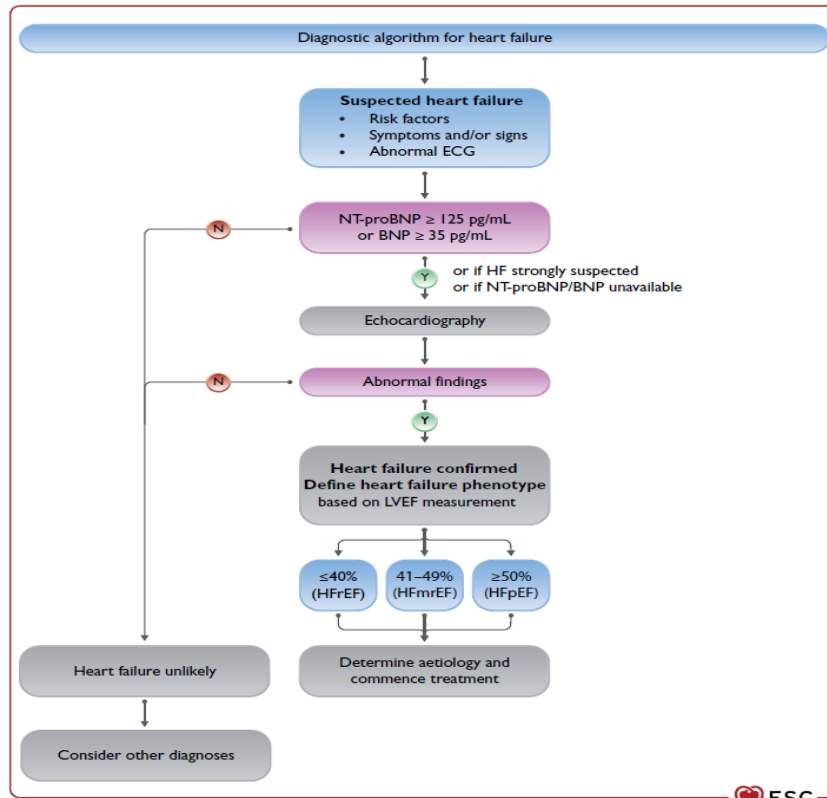 Diagnostic algorithm for heart failure
Suspected heart failure
• Risk factors
• Symptoms and/or signs
• Abnormal ECG
NT-proBNP ≥ 125 pg/mL
or BNP ≥ 35 pg/mL
N
Y
or if HF strongly suspected
or if NT-proBNP/BNP unavailable
Echocardiography
Abnormal findings
N
Y
Heart failure confirmed
Define heart failure phenotype
based on LVEF measurement
≤40%
(HFrEF)
41–49%
(HFmrEF)
≥50%
(HFpEF)
Determine aetiology and
commence treatment
Heart failure unlikely
Consider other diagnoses
ESC